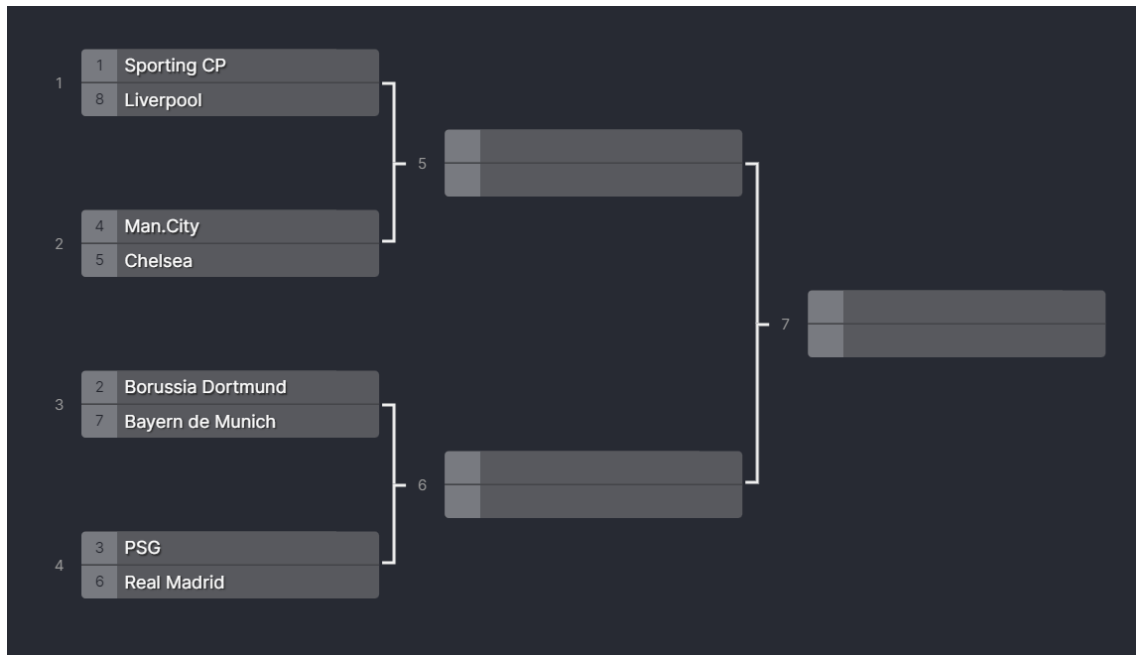 1
1 Sporting CP
8 Liverpool
5
2
4 Man.City
5 Chelsea
7
3
2 Borussia Dortmund
7 Bayern de Munich
6
4
3 PSG
6 Real Madrid